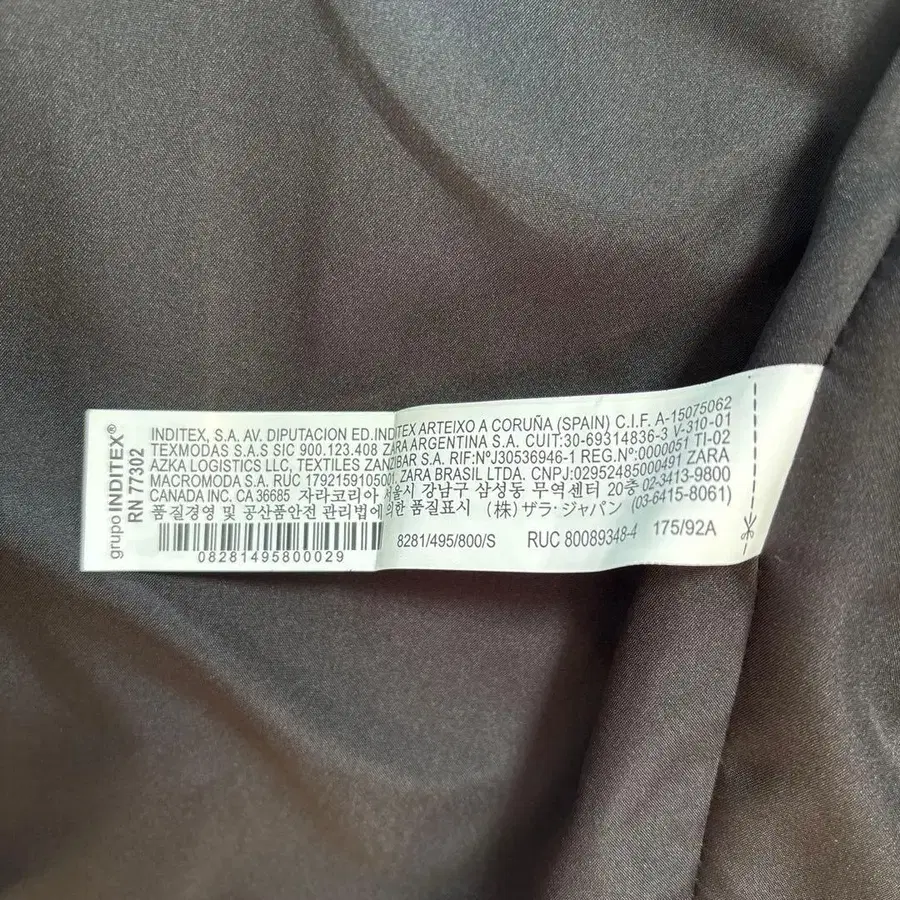 grupo INDITEX®
RN 77302
INDITEX, S.A. AV. DIPUTACION ED.INDITEX ARTEIXO A CORUÑA (SPAIN) C.I.F. A-15075062
TEXMODAS S.A.S SIC 900.123.408 ZARA ARGENTINA S.A. CUIT:30-69314836-3 V-310-01
AZKA LOGISTICS LLC, TEXTILES ZANZIBAR S.A. RIF:NºJ30536946-1 REG.Nº0000051 TI-02
MACROMODA S.A. RUC 1792159105001, ZARA BRASIL LTDA. CNPJ:02952485000491 ZARA
CANADA INC. CA 36685 자라코리아 서울시 강남구 삼성동 무역센터 20층 02-3413-9800
품질경영 및 공산품안전 관리법에 의한 품질표시 (株) ザラ・ジャパン (03-6415-8061)
08281495800029
8281/495/800/S RUC 80089348-4 175/92A